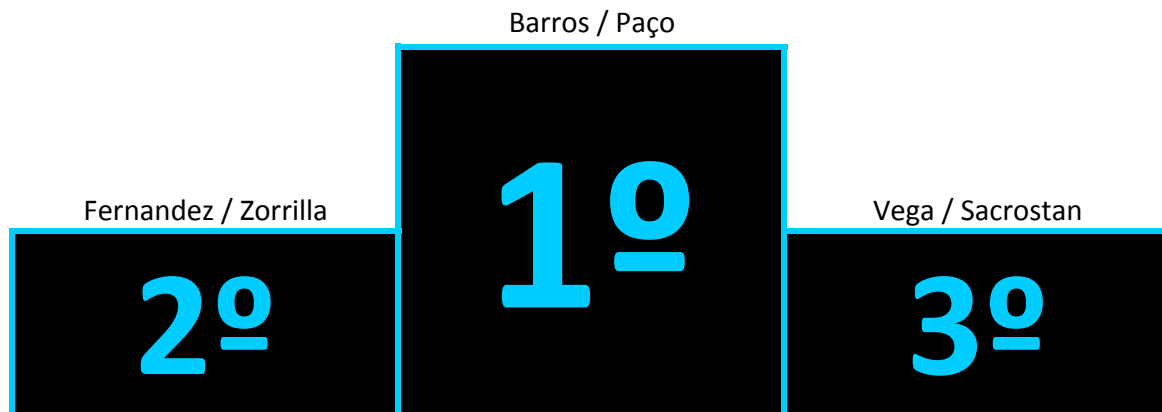 Barros / Paço
1º
Fernandez / Zorrilla
2º
Vega / Sacrostan
3º